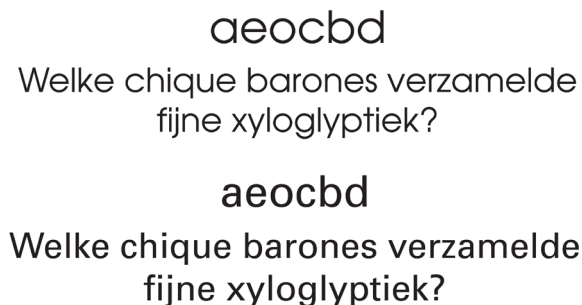 aeocbd
Welke chique barones verzamelde
fijne xyloglyptiek?
aeocbd
Welke chique barones verzamelde
fijne xyloglyptiek?